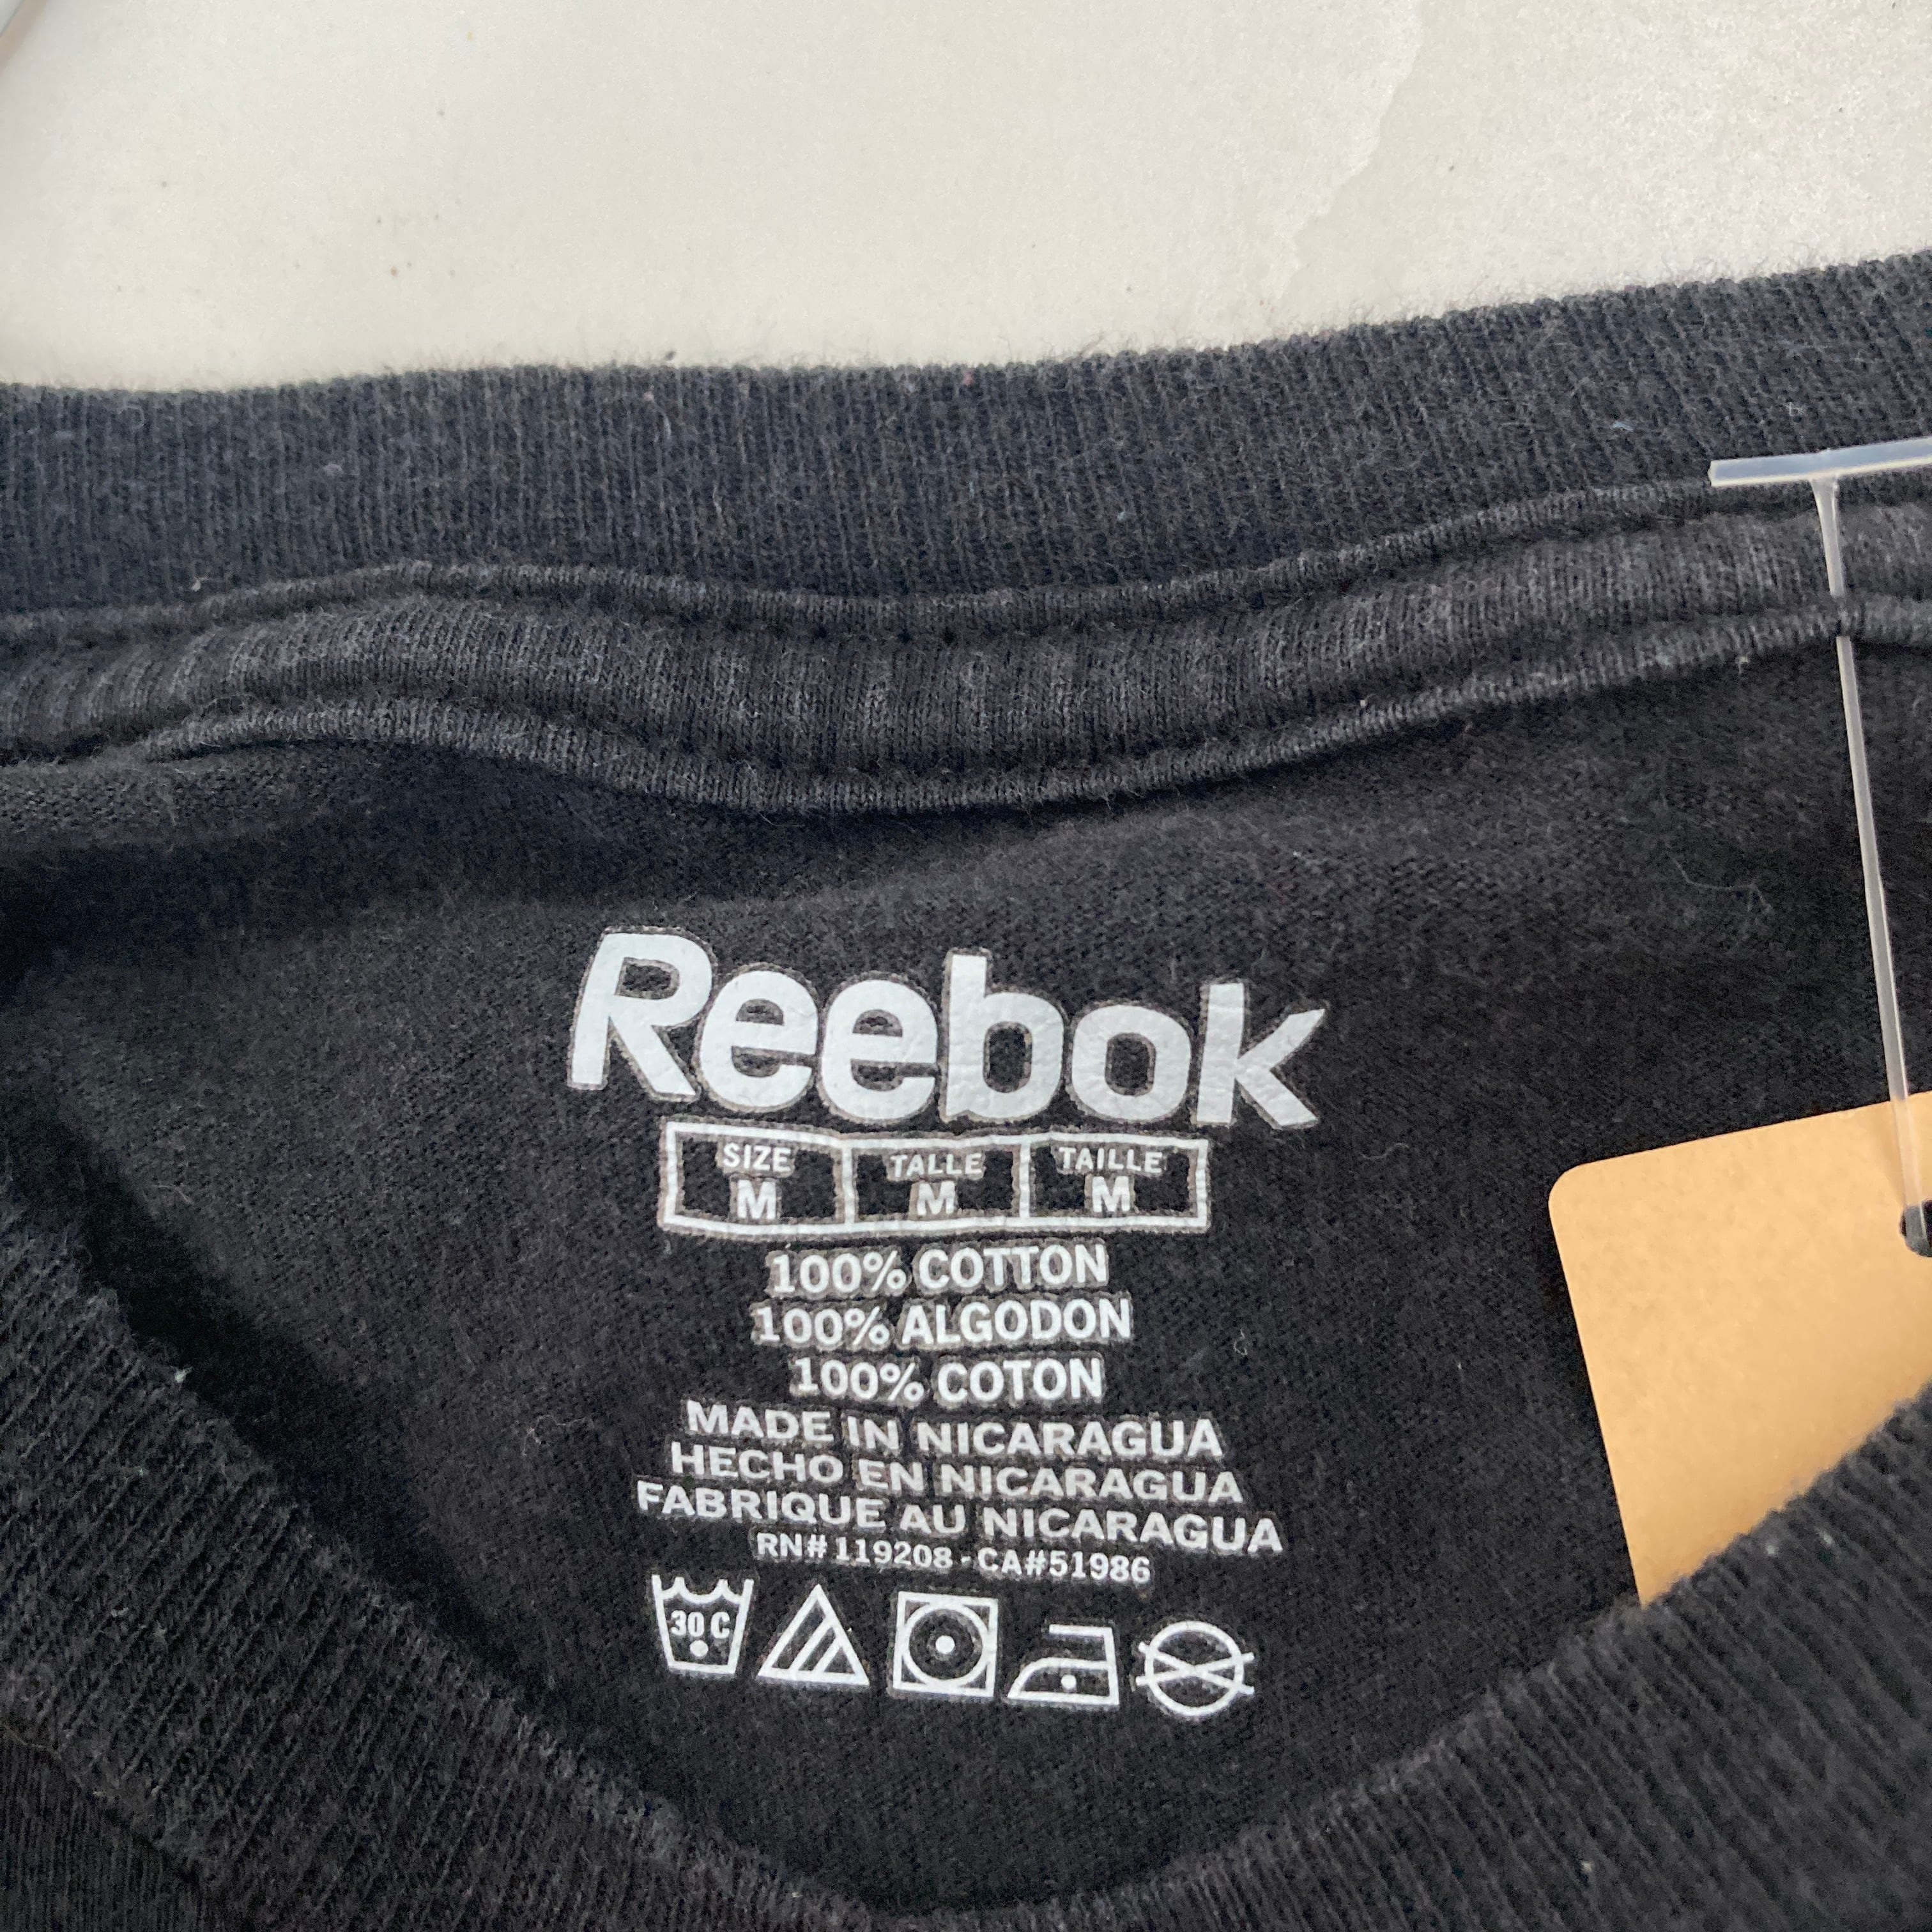 Reebok
SIZE TALLE TAILLE
M M M
100% COTTON
100% ALGODON
100% COTON
MADE IN NICARAGUA
HECHO EN NICARAGUA
FABRIQUE AU NICARAGUA
RN#119208-CA#51986
30 C